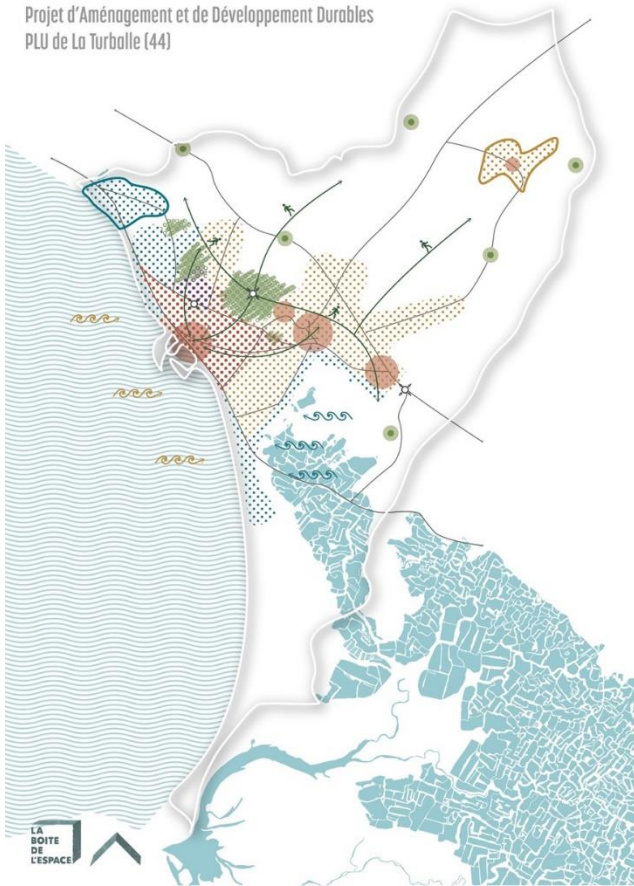 Projet d'Aménagement et de Développement Durables
PLU de La Turballe (44)
LA
BOITE
DE
L'ESPACE